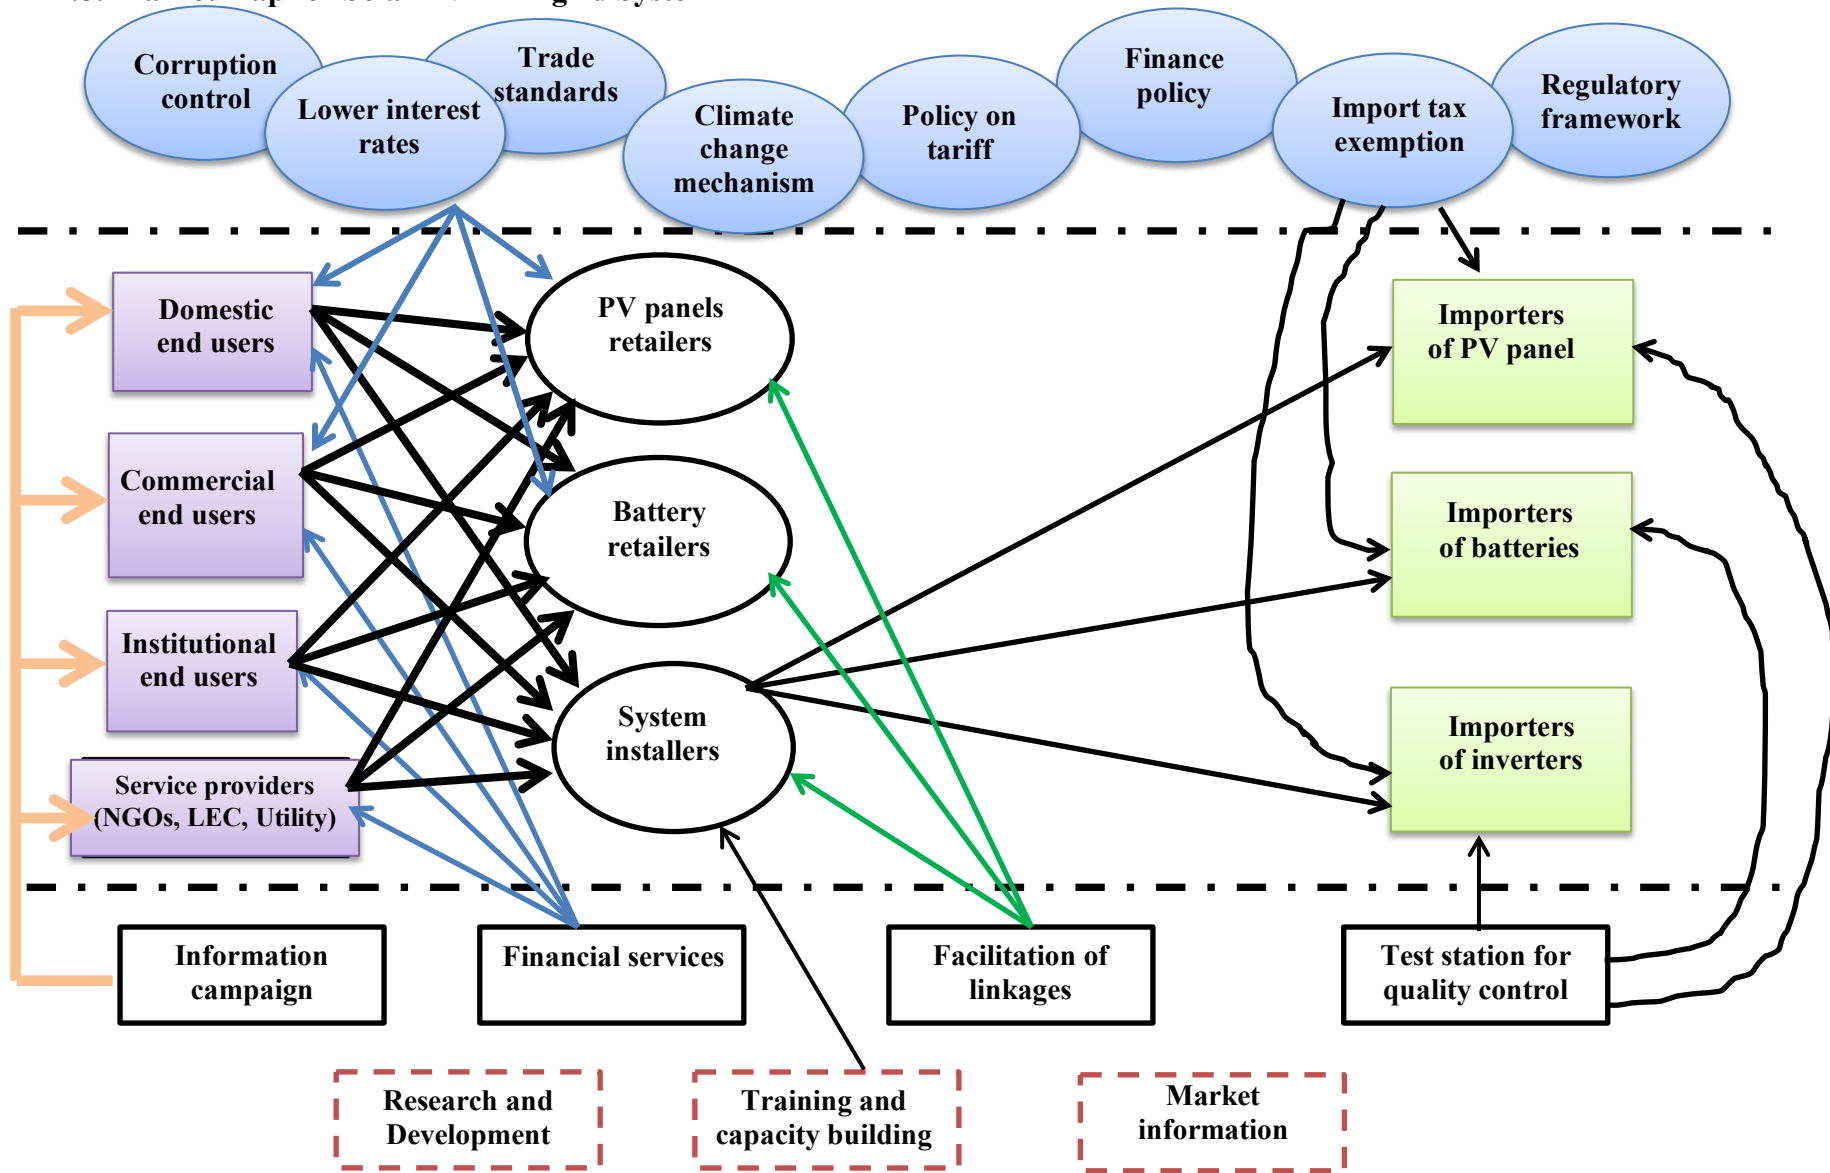 Corruption
control
Lower interest
rates
Trade
standards
Climate
change
mechanism
Policy on
tariff
Finance
policy
Import tax
exemption
Regulatory
framework
Domestic
end users
PV panels
retailers
Importers
of PV panel
Commercial
end users
Battery
retailers
Importers
of batteries
Institutional
end users
System
installers
Importers
of inverters
Service providers
(NGOs, LEC, Utility)
Information
campaign
Financial services
Facilitation of
linkages
Test station for
quality control
Research and
Development
Training and
capacity building
Market
information